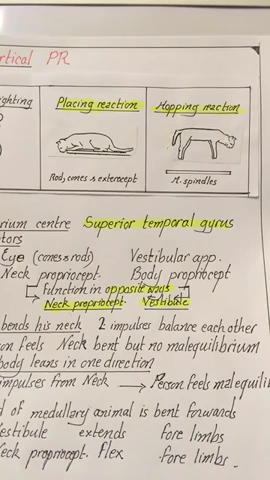 rtical PR
ighting
Placing reaction
Hopping reaction
Rod, cones & exterocept
M. spindles
rium centre Superior temporal gyrus
tors
Eye (cones & rods) Vestibular app.
Neck propriocept. Body propriocept
Function in opposite ways
Neck propriocept. Vestibule
bends his neck 2 impulses balance each other
on feels Neck bent but no malequilibrium
body leans in one direction
impulses from Neck → Person feels malequilib
d of medullary animal is bent forwards
estibule extends fore limbs
eck propriocept. flex fore limbs.